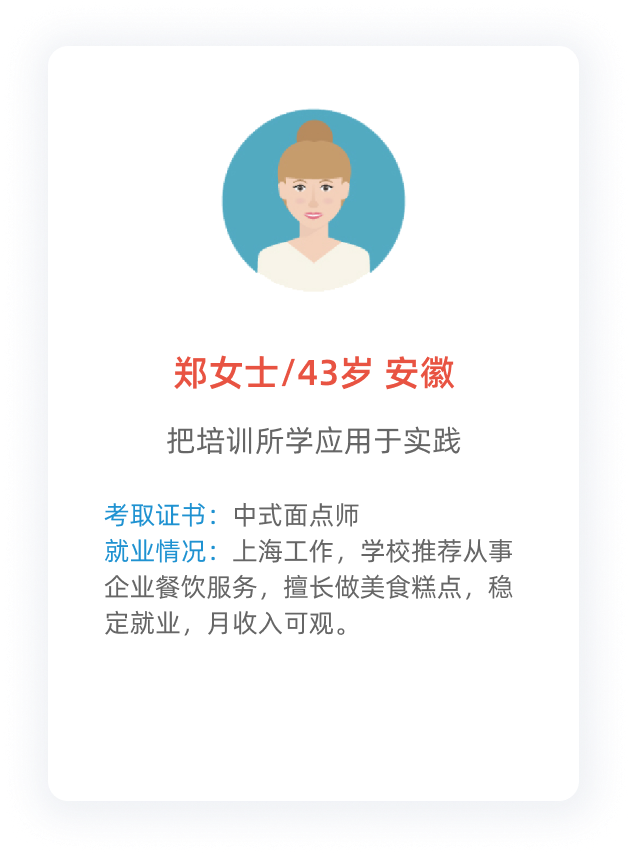 郑女士/43岁 安徽
把培训所学应用于实践
考取证书：中式面点师
就业情况：上海工作，学校推荐从事
企业餐饮服务，擅长做美食糕点，稳
定就业，月收入可观。